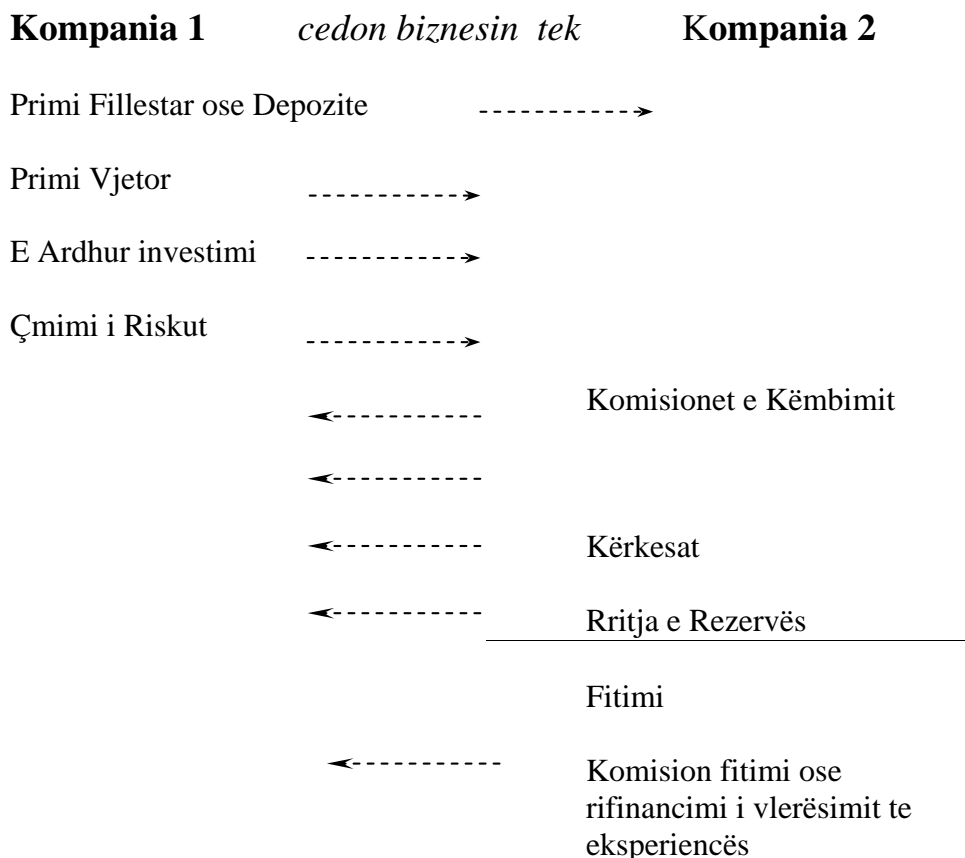 Kompania 1 cedon biznesin tek Kompania 2
Primi Fillestar ose Depozite
Primi Vjetor
E Ardhur investimi
Çmimi i Riskut
Komisionet e Këmbimit
Kërkesat
Rritja e Rezervës
Fitimi
Komision fitimi ose
rifinancimi i vlerësimit te
eksperiencës